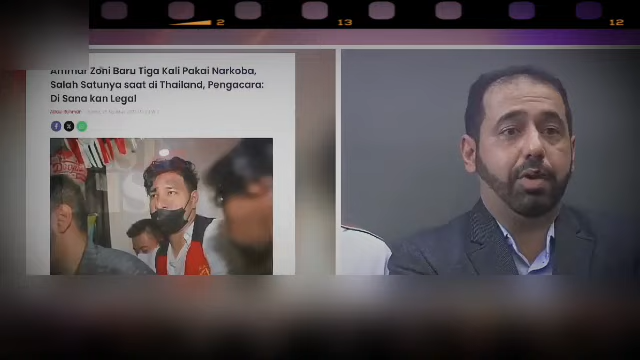 2
13
12
Ammar Zoni Baru Tiga Kali Pakai Narkoba,
Salah Satunya saat di Thailand, Pengacara:
Di Sana kan Legal